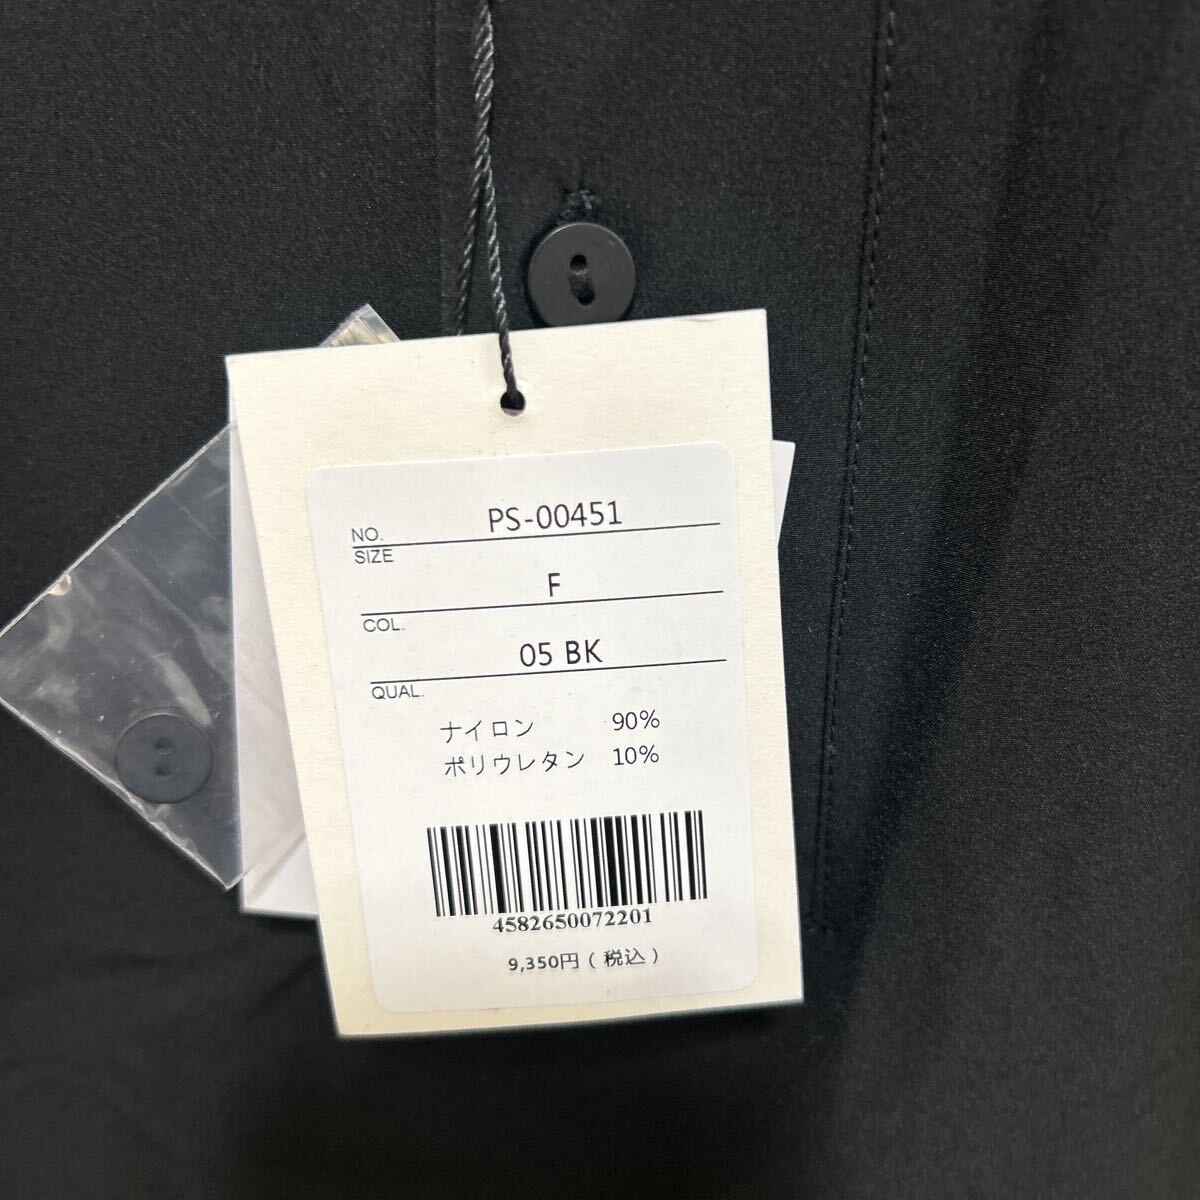 NO. PS-00451
SIZE
F
COL.
05 BK
QUAL.
ナイロン 90%
ポリウレタン 10%
4582650072201
9,350円(税込)